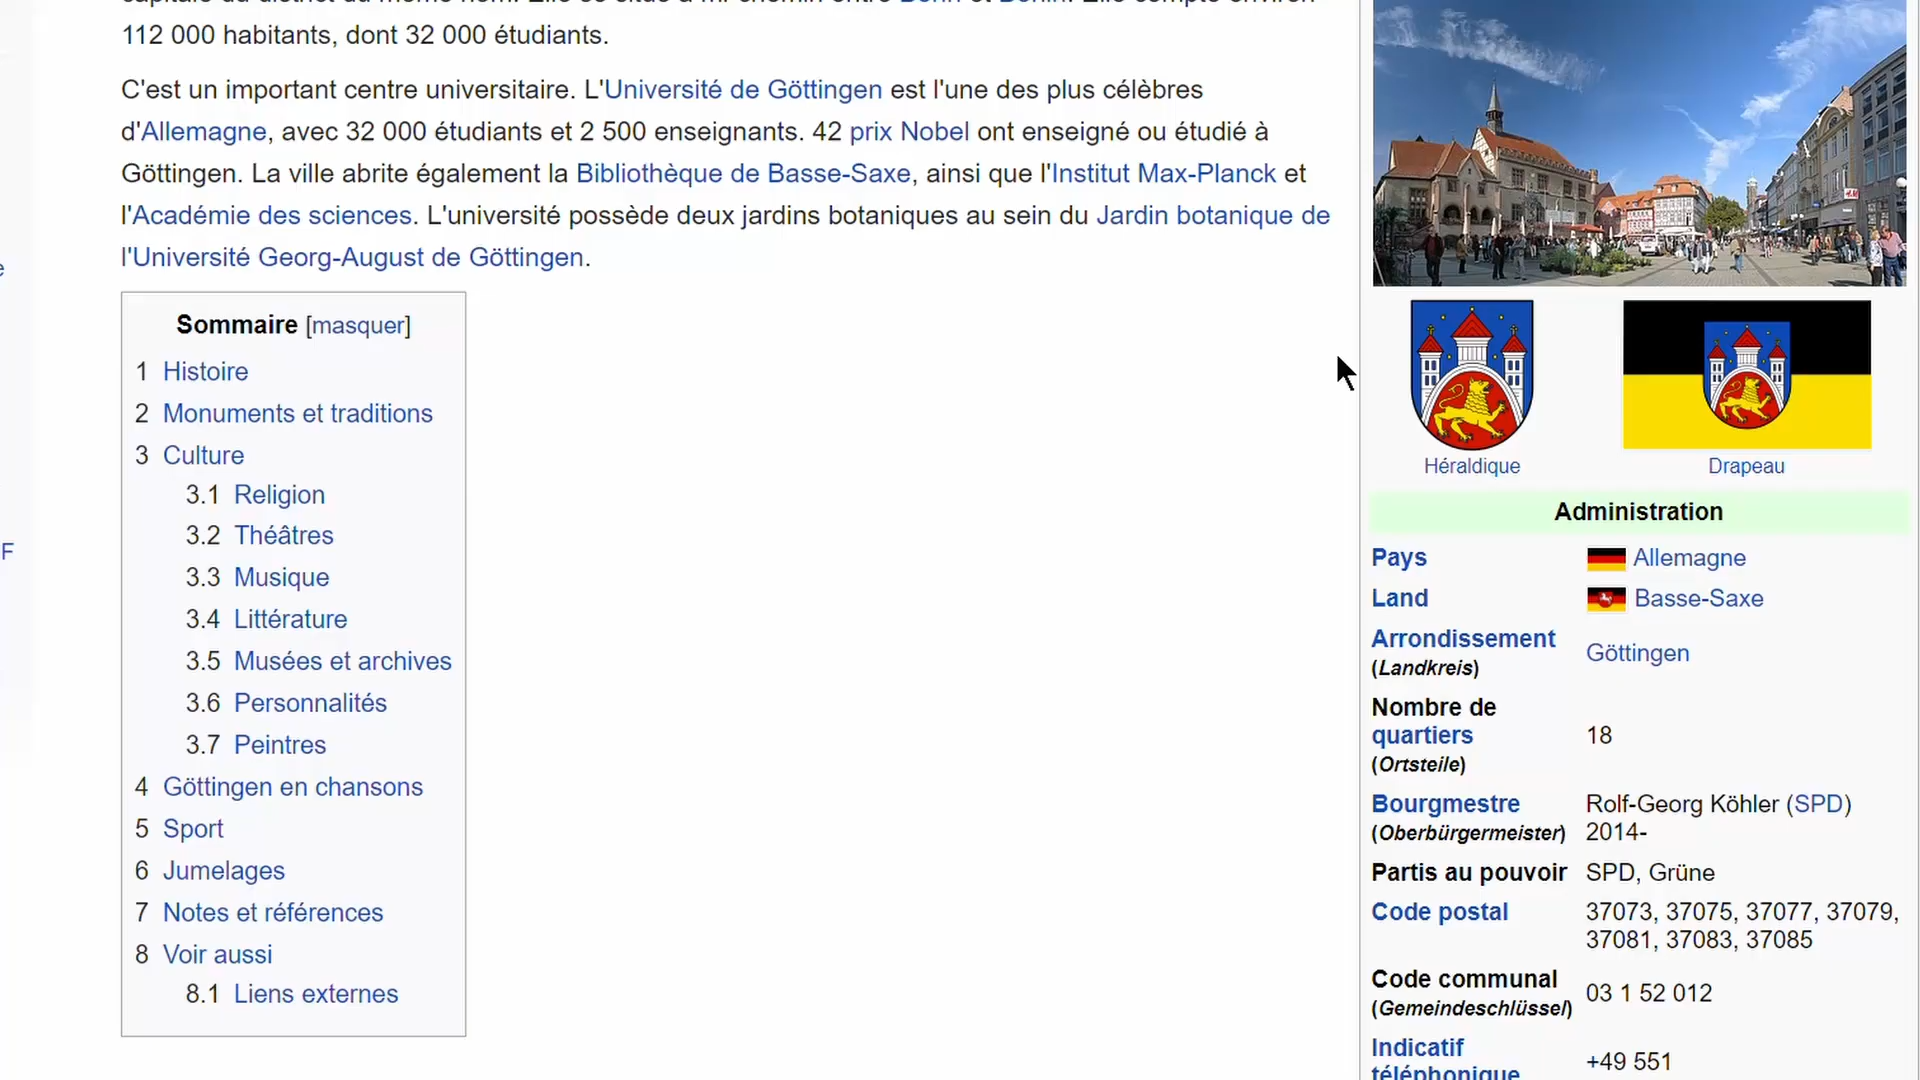 112 000 habitants, dont 32 000 étudiants.
C'est un important centre universitaire. L'Université de Göttingen est l'une des plus célèbres
d'Allemagne, avec 32 000 étudiants et 2 500 enseignants. 42 prix Nobel ont enseigné ou étudié à
Göttingen. La ville abrite également la Bibliothèque de Basse-Saxe, ainsi que l'Institut Max-Planck et
l'Académie des sciences. L'université possède deux jardins botaniques au sein du Jardin botanique de
l'Université Georg-August de Göttingen.
Sommaire [masquer]
1 Histoire
2 Monuments et traditions
3 Culture
3.1 Religion
3.2 Théâtres
3.3 Musique
3.4 Littérature
3.5 Musées et archives
3.6 Personnalités
3.7 Peintres
4 Göttingen en chansons
5 Sport
6 Jumelages
7 Notes et références
8 Voir aussi
8.1 Liens externes
e
F
Héraldique
Drapeau
Administration
Pays Allemagne
Land Basse-Saxe
Arrondissement
(Landkreis)
Göttingen
Nombre de
quartiers
(Ortsteile)
18
Bourgmestre
(Oberbürgermeister)
Rolf-Georg Köhler (SPD)
2014-
Partis au pouvoir SPD, Grüne
Code postal 37073, 37075, 37077, 37079,
37081, 37083, 37085
Code communal
(Gemeindeschlüssel)
03 1 52 012
Indicatif
téléphonique
+49 551